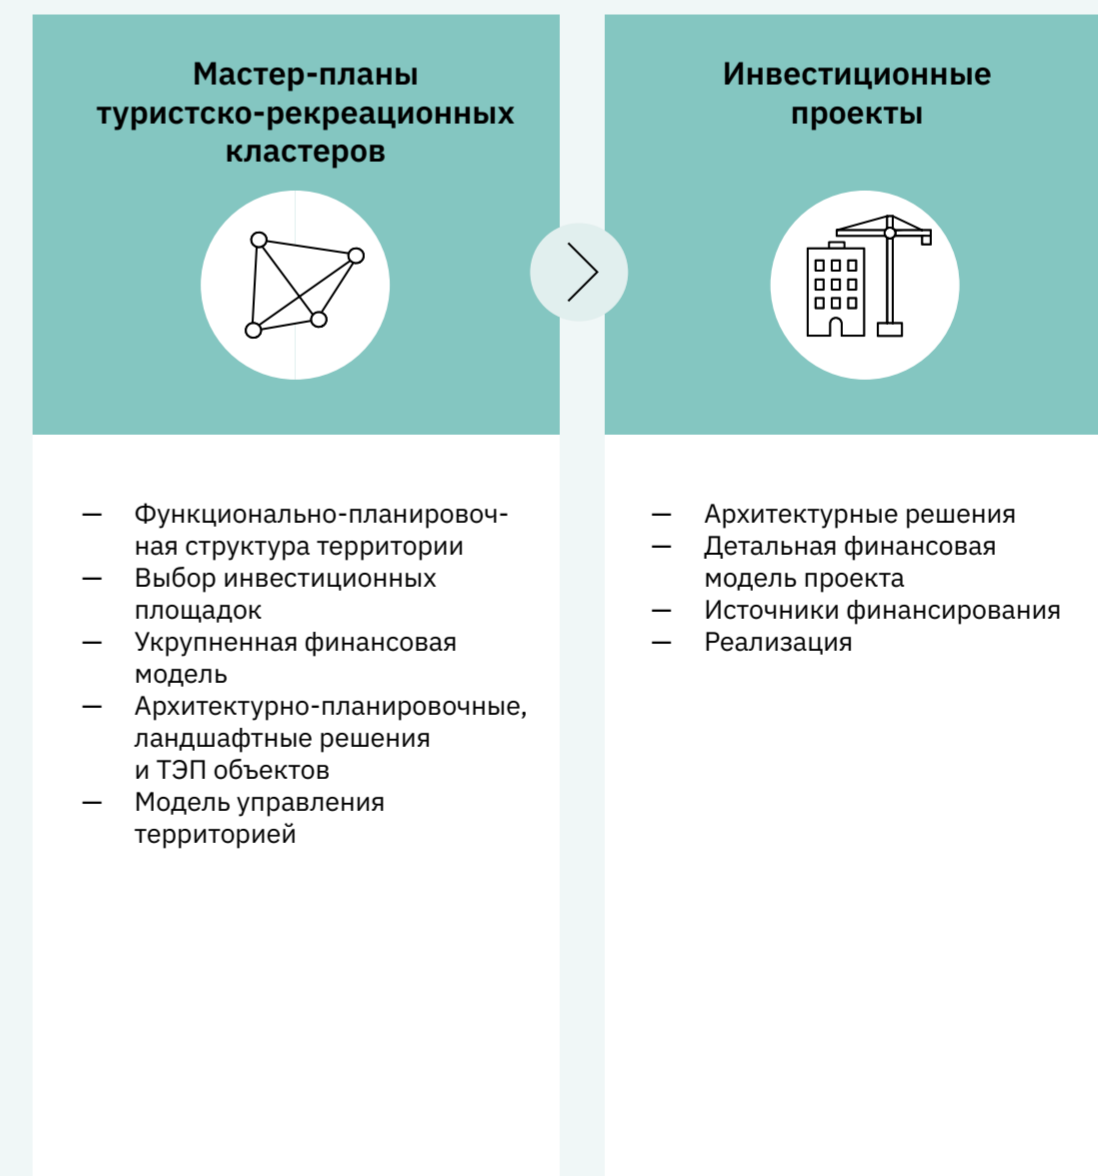 Мастер-планы
туристско-рекреационных
кластеров
— Функционально-планировоч-
ная структура территории
— Выбор инвестиционных
площадок
— Укрупненная финансовая
модель
— Архитектурно-планировочные,
ландшафтные решения
и ТЭП объектов
— Модель управления
территорией
Инвестиционные
проекты
— Архитектурные решения
— Детальная финансовая
модель проекта
— Источники финансирования
— Реализация